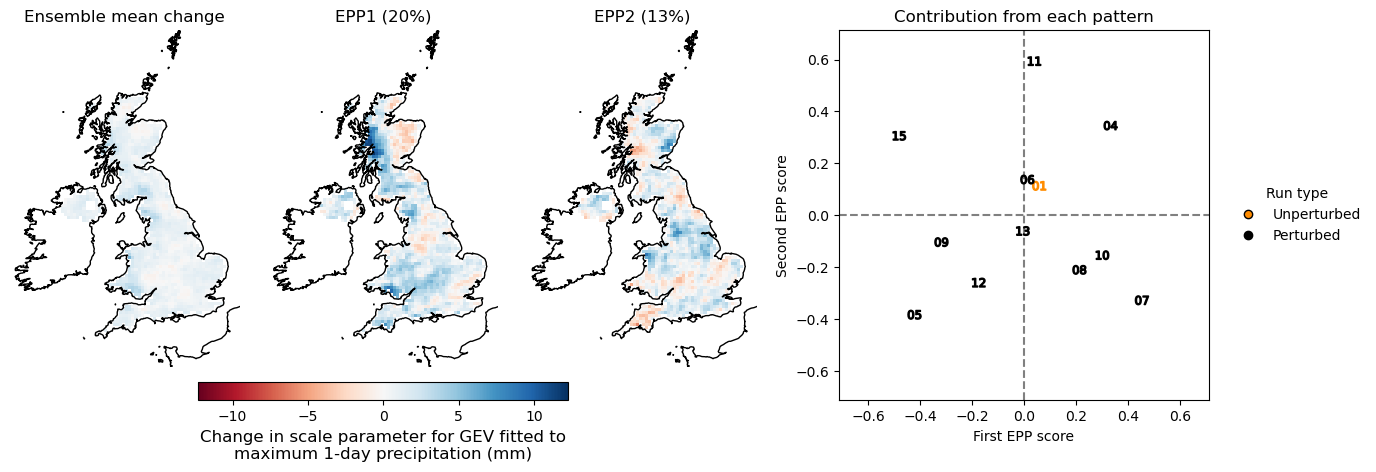 Ensemble mean change
EPP1 (20%)
EPP2 (13%)
Contribution from each pattern
Second EPP score
0.6
0.4
0.2
0.0
−0.2
−0.4
−0.6
11
04
15
06
01
13
09
10
08
12
07
05
−0.6
−0.4
−0.2
0.0
0.2
0.4
0.6
First EPP score
Run type
Unperturbed
Perturbed
−10
−5
0
5
10
Change in scale parameter for GEV fitted to
maximum 1-day precipitation (mm)